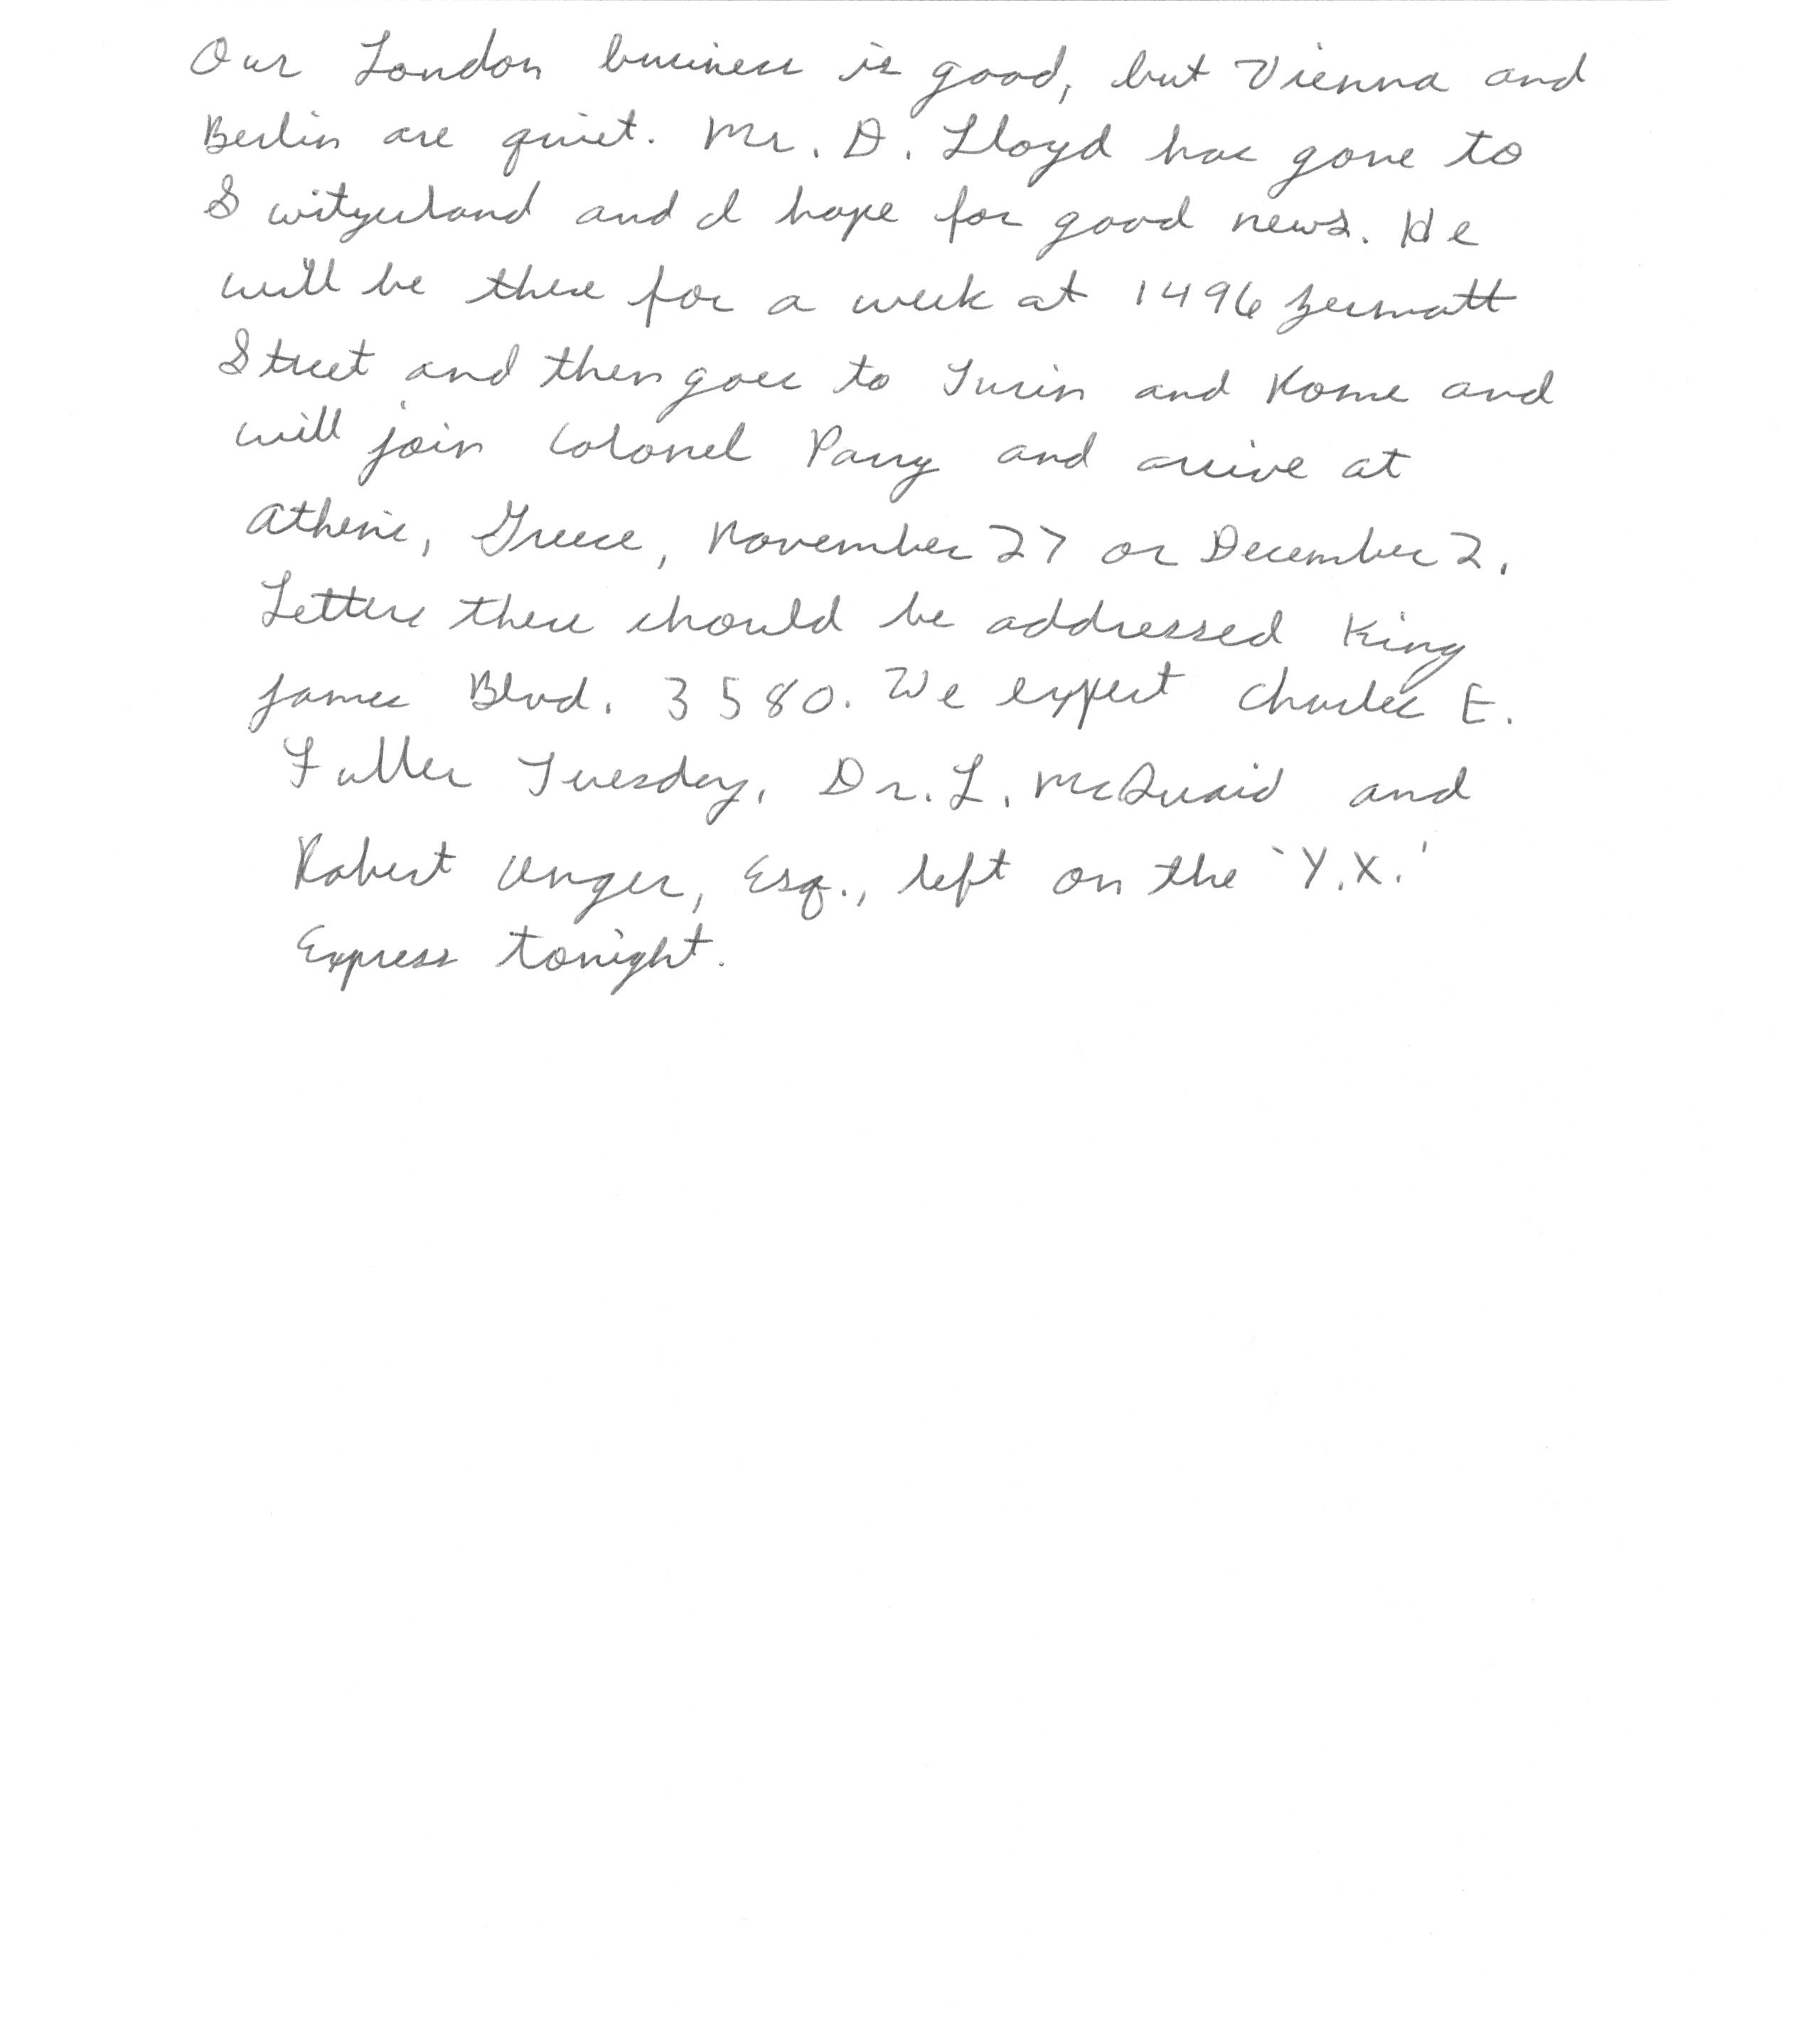 Our London business is good, but Vienna and
Berlin are quiet. Mr. D. Lloyd has gone to
Switzerland and I hope for good news. He
will be there for a week at 1496 Zermatt
Street and then goes to Turin and Rome and
will join Colonel Parry and arrive at
Athens, Greece, November 27 or December 2.
Letters there should be addressed King
James Blvd. 3580. We expect Charles E.
Fuller Tuesday. Dr. L. McQuaid and
Robert Unger, Esq., left on the 'Y.X.'
Express tonight.